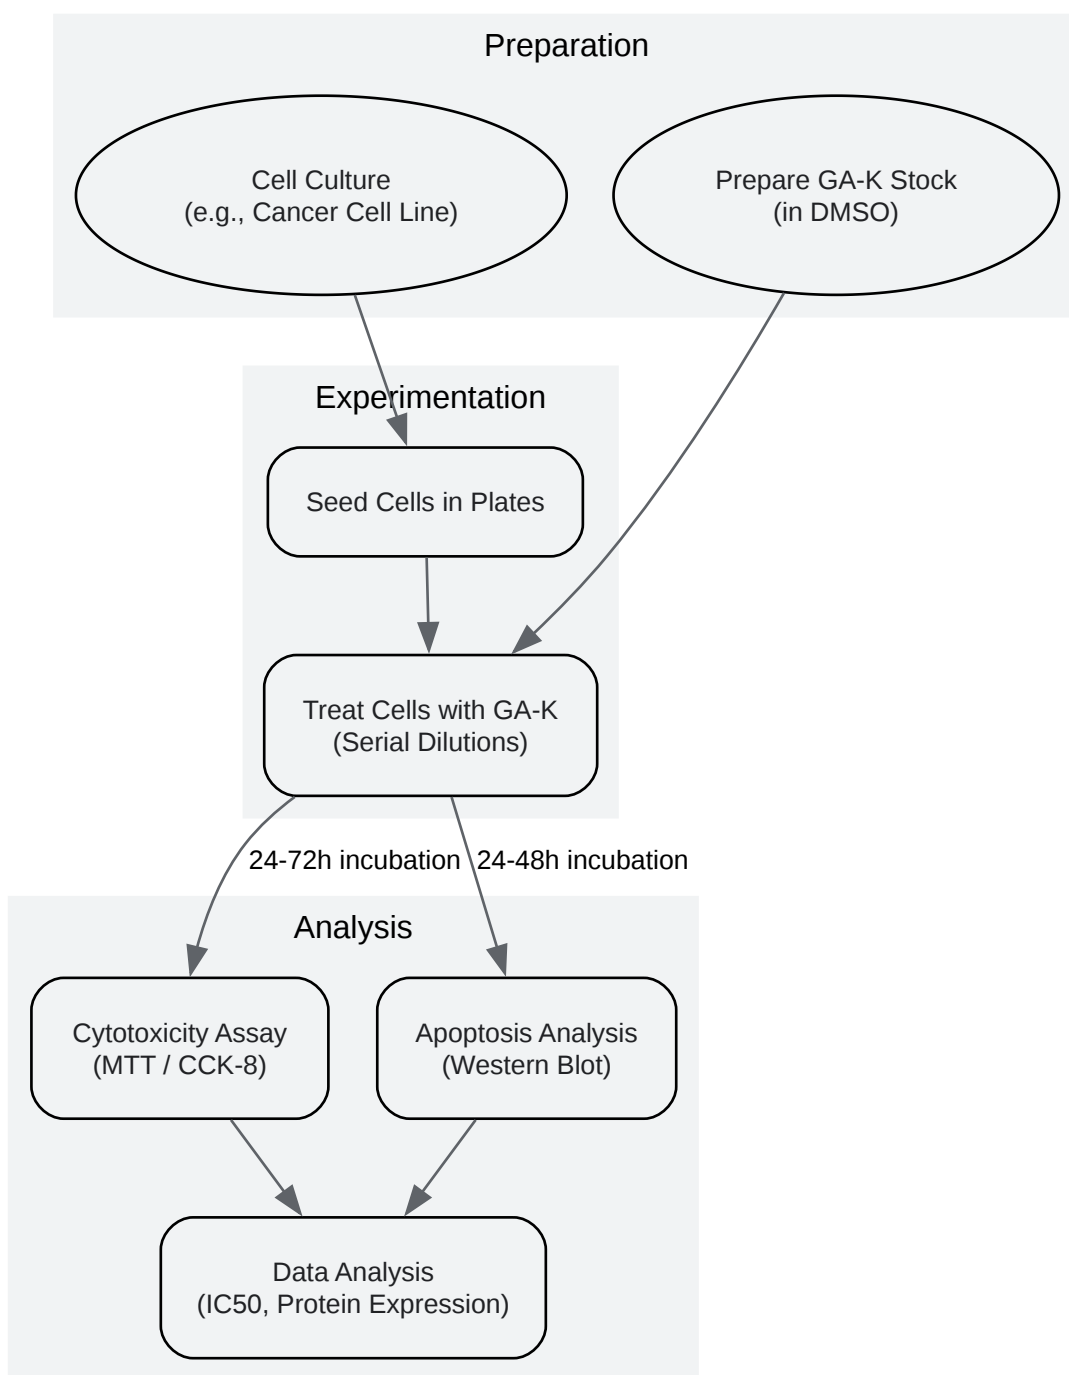 Preparation
Cell Culture
(e.g., Cancer Cell Line)
Prepare GA-K Stock
(in DMSO)
Experimentation
Seed Cells in Plates
Treat Cells with GA-K
(Serial Dilutions)
24-72h incubation
24-48h incubation
Analysis
Cytotoxicity Assay
(MTT / CCK-8)
Apoptosis Analysis
(Western Blot)
Data Analysis
(IC50, Protein Expression)